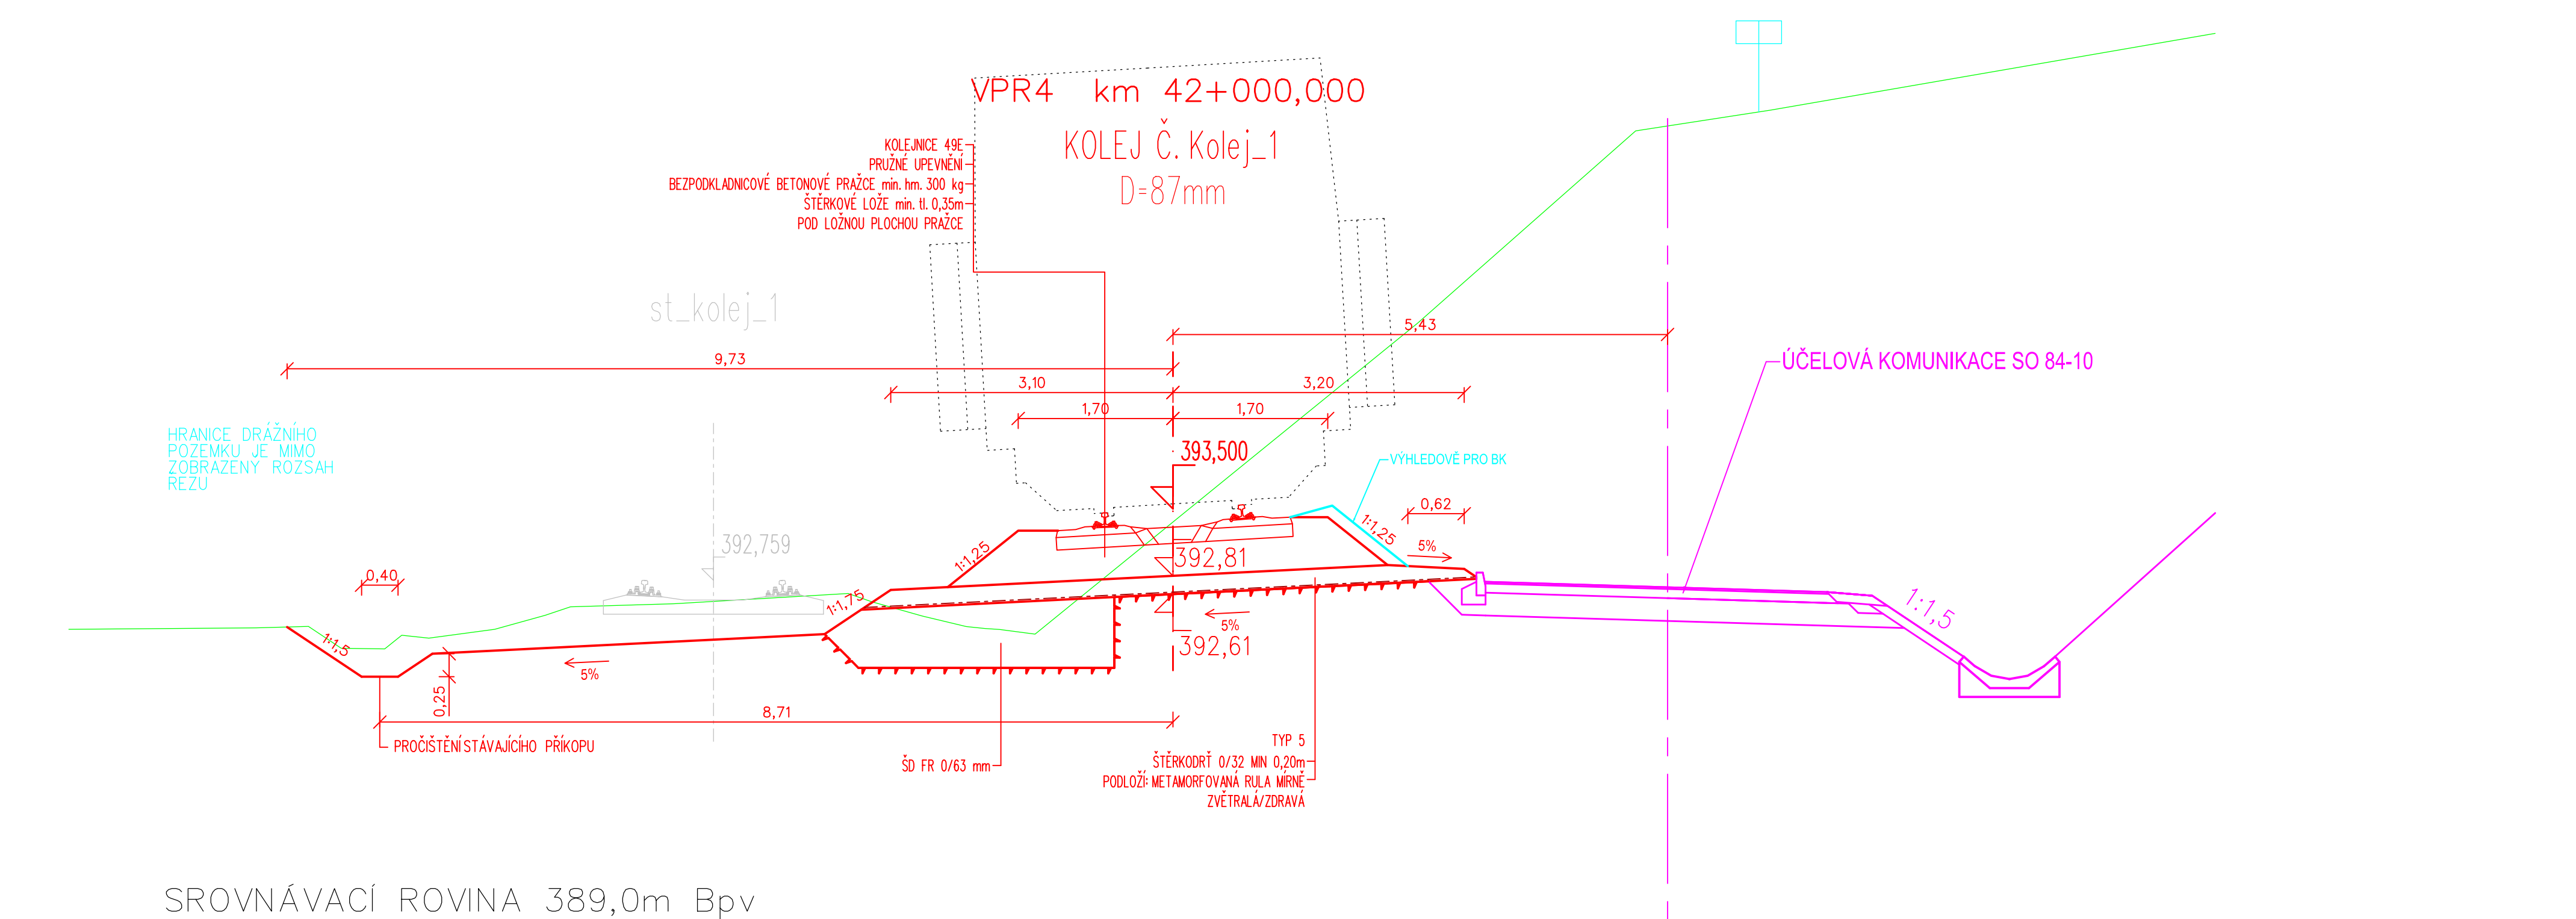 VPR4 km 42+000,000
KOLEJ Č. Kolej_1
D=87mm
KOLEJNICE 49E
PRUŽNÉ UPEVNĚNÍ
BEZPODKLADNICOVÉ BETONOVÉ PRAŽCE min. hm. 300 kg
ŠTĚRKOVÉ LOŽE min. tl. 0,35m
POD LOŽNOU PLOCHOU PRAŽCE
st_kolej_1
5,43
9,73
ÚČELOVÁ KOMUNIKACE SO 84-10
3,10
3,20
1,70
1,70
HRANICE DRÁŽNÍHO
POZEMKU JE MIMO
ZOBRAZENY ROZSAH
REZU
393,500
VÝHLEDOVĚ PRO BK
0,62
1:1,25
1:1,25
5%
392,759
392,81
0,40
1:1,75
1:1,5
1:1,5
5%
392,61
5%
0,25
8,71
PROČIŠTĚNÍ STÁVAJÍCÍHO PŘÍKOPU
ŠD FR 0/63 mm
TYP 5
ŠTĚRKODRŤ 0/32 MIN 0,20m
PODLOŽÍ: METAMORFOVANÁ RULA MÍRNĚ
ZVĚTRALÁ/ZDRAVÁ
SROVNÁVACÍ ROVINA 389,0m Bpv